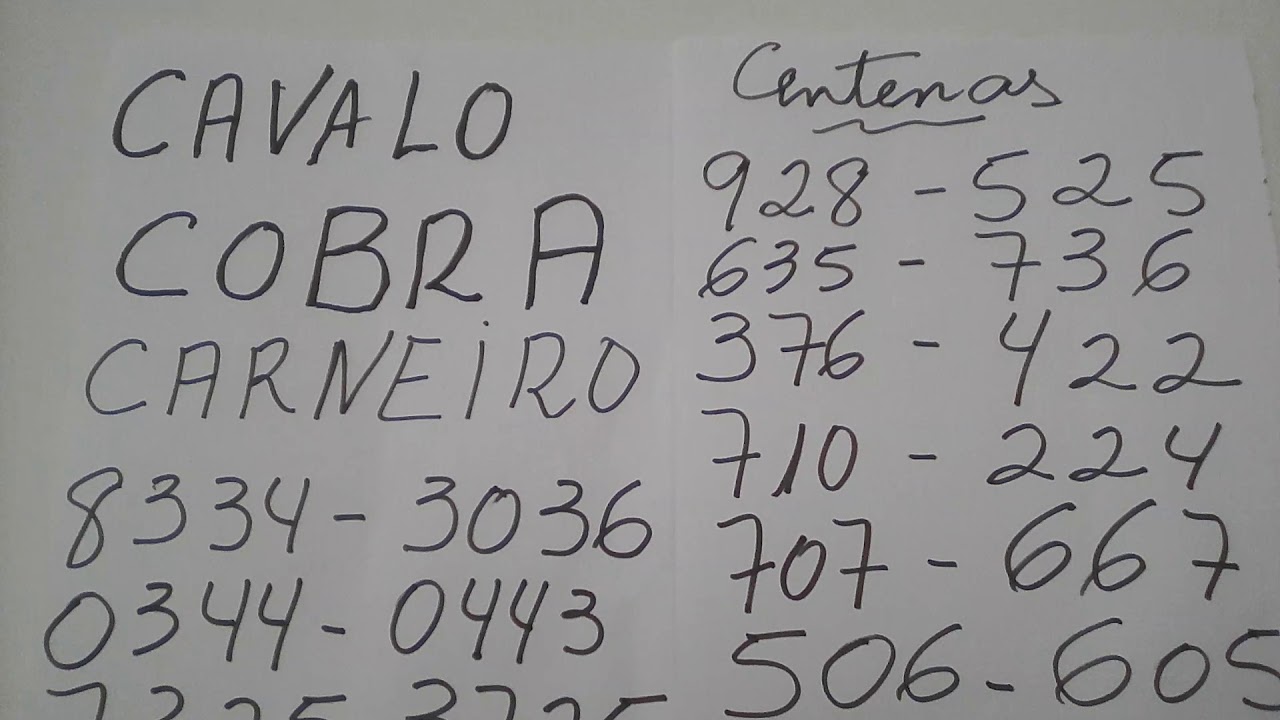 CAVALO
COBRA
CARNEIRO
8334 - 3036
0344 - 0443
Centenas
928 - 525
635 - 736
376 - 422
710 - 224
707 - 667
506 - 605